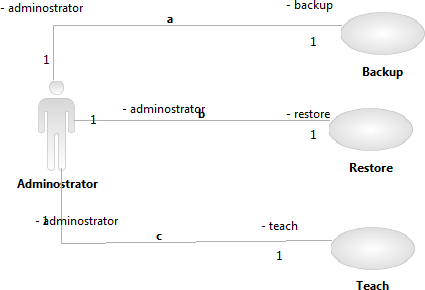 - adminostrator
a
- backup
1
1
Backup
- adminostrator
1
b
- restore
1
Restore
Adminostrator
- adminostrator
1
c
- teach
1
Teach